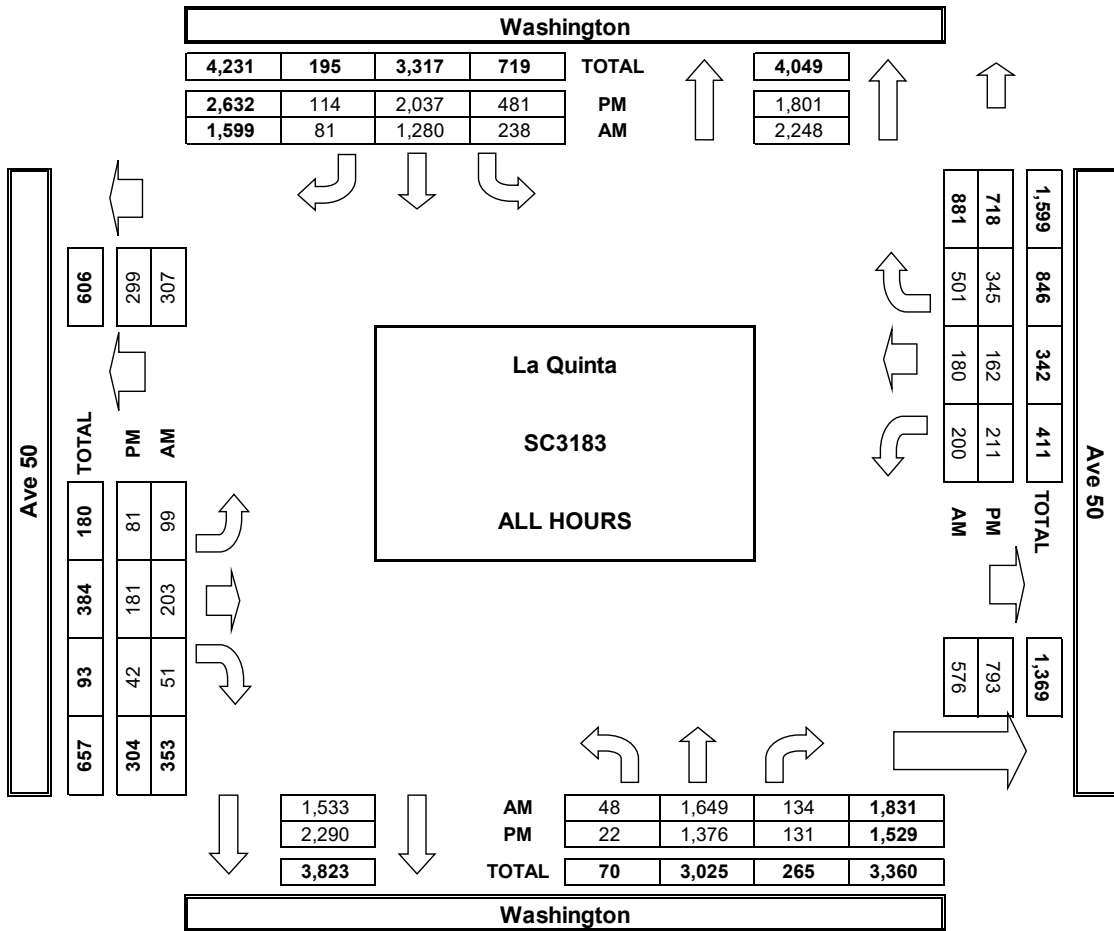 Washington
4,231 195 3,317 719 TOTAL 4,049
2,632 114 2,037 481 PM 1,801
1,599 81 1,280 238 AM 2,248
Ave 50
606 299 307
TOTAL PM AM
180 81 99
384 181 203
93 42 51
657 304 353
La Quinta
SC3183
ALL HOURS
881 718 1,599
501 345 846
180 162 342
200 211 411
AM PM TOTAL
576 793 1,369
Ave 50
1,533 AM 48 1,649 134 1,831
2,290 PM 22 1,376 131 1,529
3,823 TOTAL 70 3,025 265 3,360
Washington